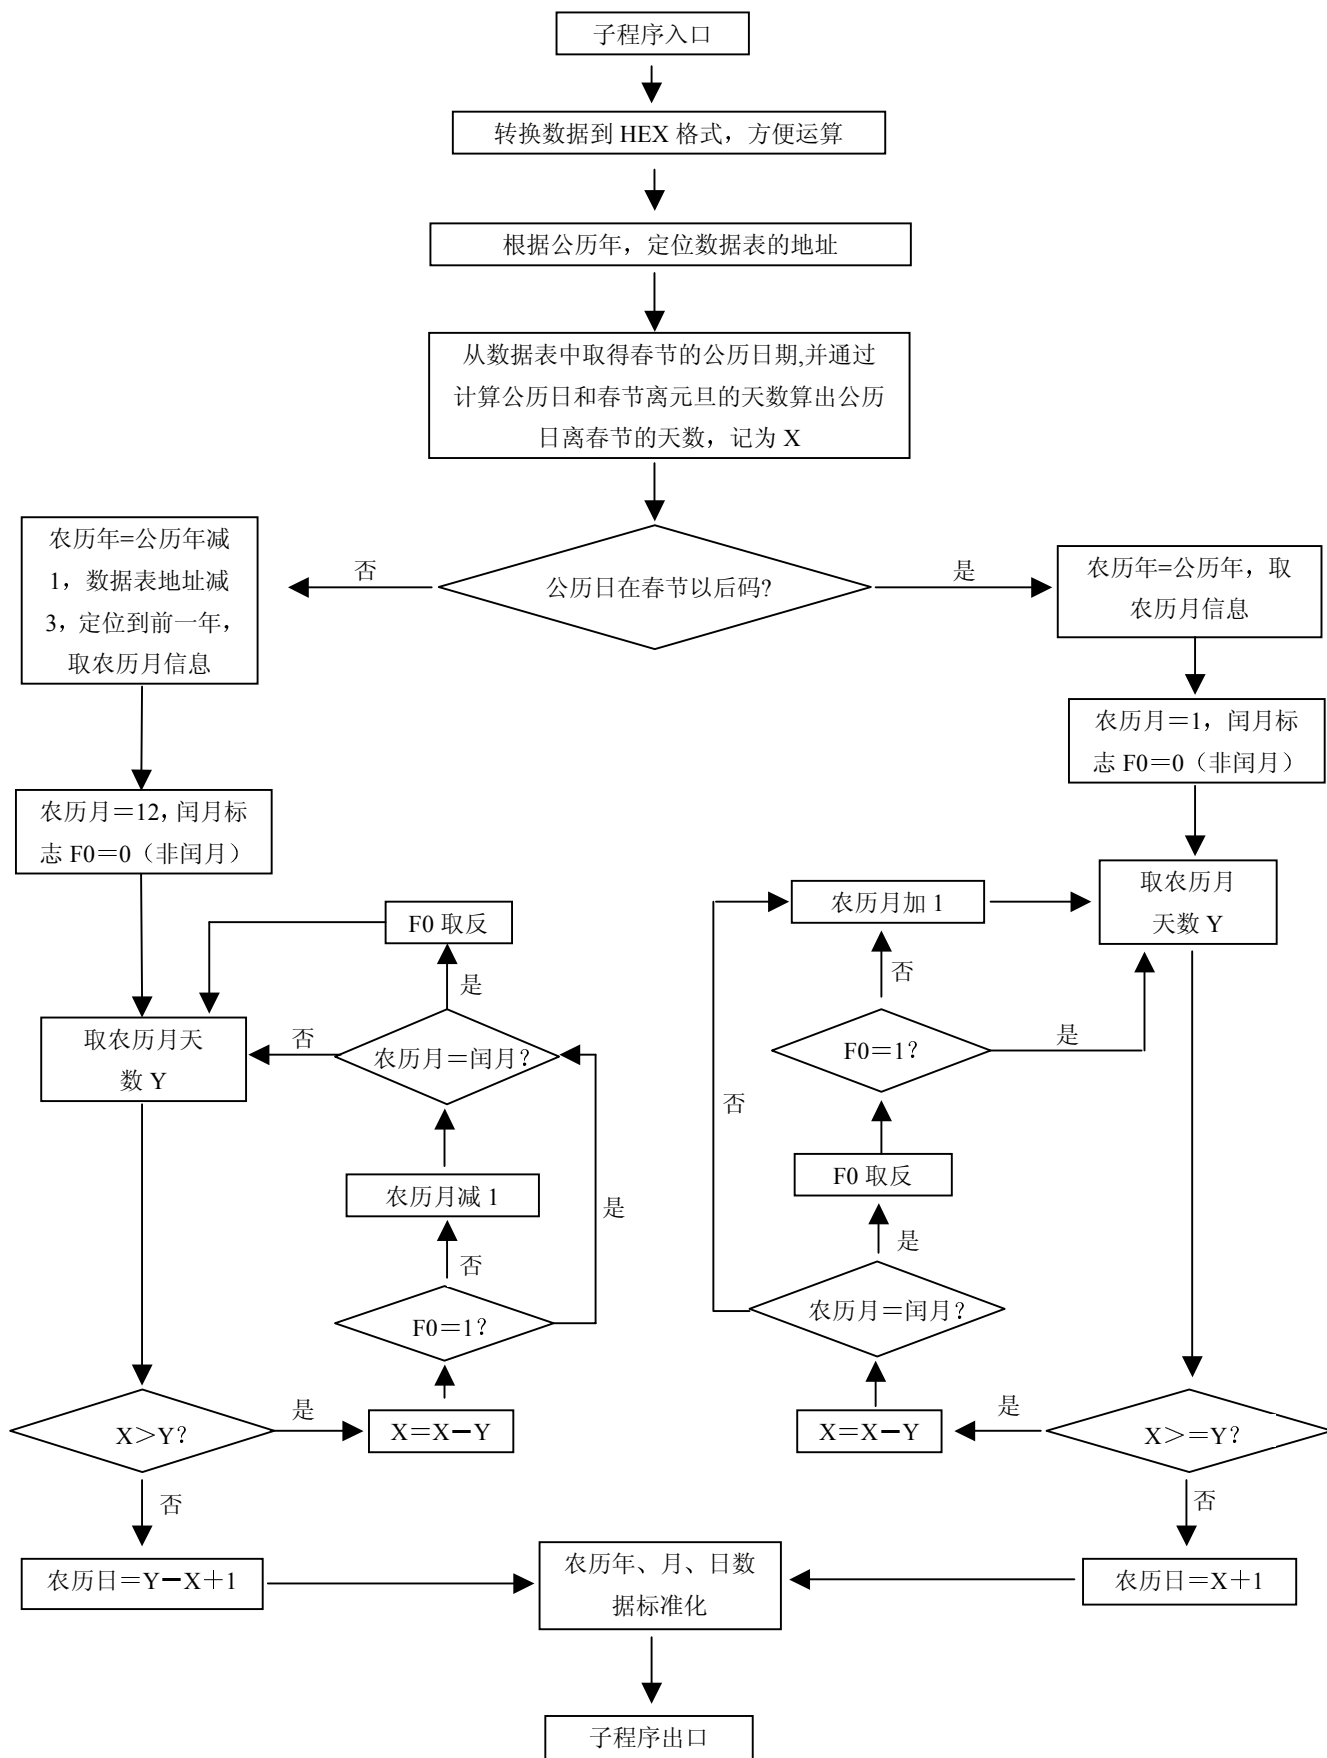 子程序入口
转换数据到 HEX 格式，方便运算
根据公历年，定位数据表的地址
从数据表中取得春节的公历日期,并通过
计算公历日和春节离元旦的天数算出公历
日离春节的天数，记为 X
公历日在春节以后码?
否
是
农历年=公历年减
1，数据表地址减
3，定位到前一年，
取农历月信息
农历月＝12，闰月标
志 F0＝0（非闰月）
取农历月天
数 Y
X＞Y?
是
X＝X－Y
F0＝1?
否
是
农历月减 1
农历月＝闰月?
否
是
F0 取反
否
农历日＝Y－X＋1
农历年=公历年，取
农历月信息
农历月＝1，闰月标
志 F0＝0（非闰月）
取农历月
天数 Y
X＞=Y?
是
X＝X－Y
农历月＝闰月?
否
是
F0 取反
F0＝1?
是
否
农历月加 1
否
农历日＝X＋1
农历年、月、日数
据标准化
子程序出口